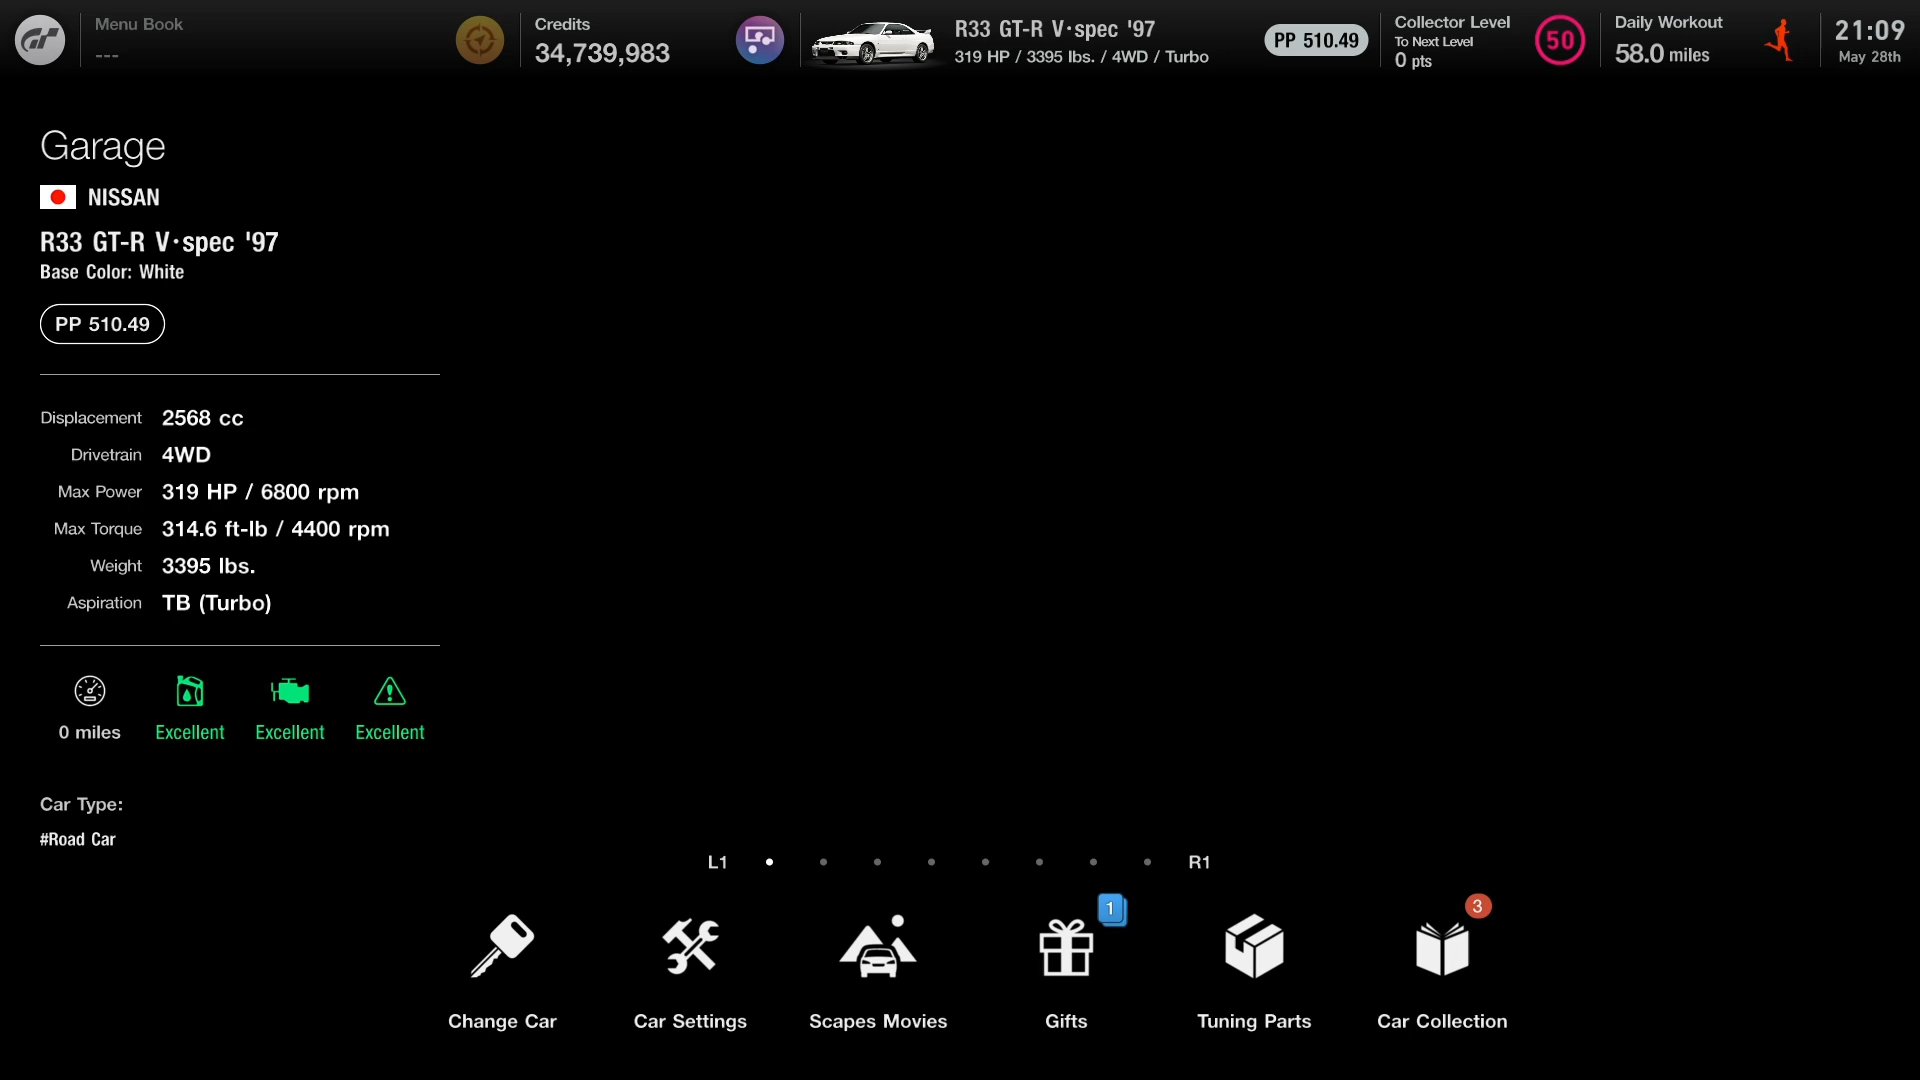 Menu Book
---
Credits
34,739,983
R33 GT-R V·spec '97
319 HP / 3395 lbs. / 4WD / Turbo
PP 510.49
Collector Level
To Next Level
0 pts
50
Daily Workout
58.0 miles
21:09
May 28th
Garage
NISSAN
R33 GT-R V·spec '97
Base Color: White
PP 510.49
Displacement 2568 cc
Drivetrain 4WD
Max Power 319 HP / 6800 rpm
Max Torque 314.6 ft-lb / 4400 rpm
Weight 3395 lbs.
Aspiration TB (Turbo)
0 miles Excellent Excellent Excellent
Car Type:
#Road Car
L1 R1
1
3
Change Car Car Settings Scapes Movies Gifts Tuning Parts Car Collection